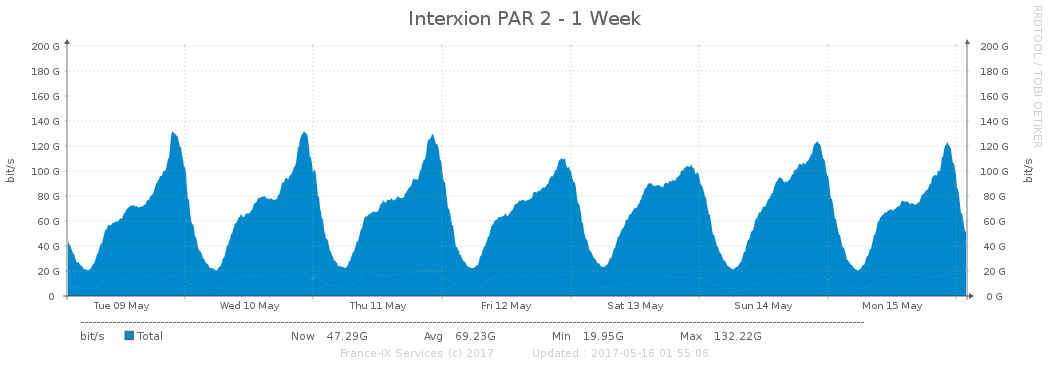 Interxion PAR 2 - 1 Week
RRDTOOL / TOBI OETIKER
200 G 200 G
180 G 180 G
160 G 160 G
140 G 140 G
120 G 120 G
100 G 100 G
80 G 80 G
60 G 60 G
40 G 40 G
20 G 20 G
0 0 G
bit/s bit/s
Tue 09 May Wed 10 May Thu 11 May Fri 12 May Sat 13 May Sun 14 May Mon 15 May
bit/s Total Now 47.29G Avg 69.23G Min 19.95G Max 132.22G
France-IX Services (c) 2017 Updated : 2017-05-16 01:55:06